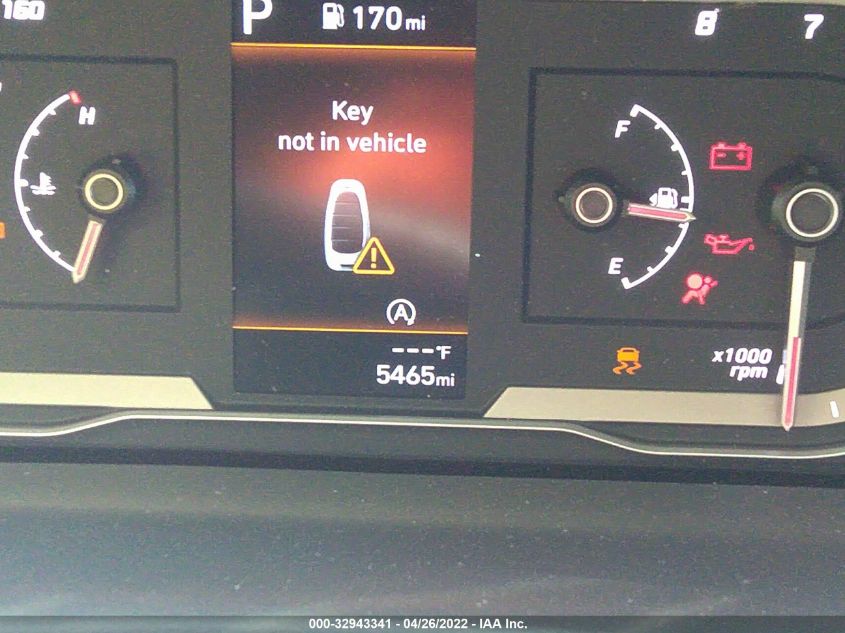 160
P 170mi
8
7
Key
not in vehicle
H
F
E
A
---°F
5465mi
x1000
rpm
000-32943341 - 04/26/2022 - IAA Inc.